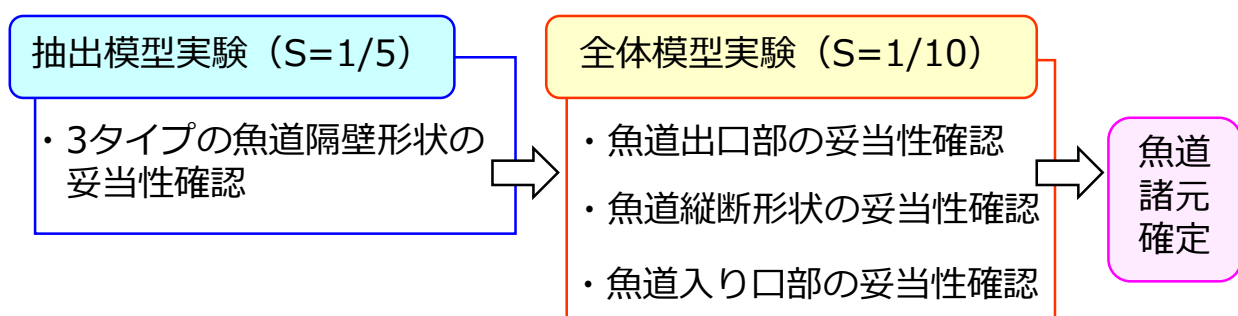 抽出模型実験（S=1/5）
・3タイプの魚道隔壁形状の
妥当性確認
全体模型実験（S=1/10）
・魚道出口部の妥当性確認
・魚道縦断形状の妥当性確認
・魚道入り口部の妥当性確認
魚道
諸元
確定